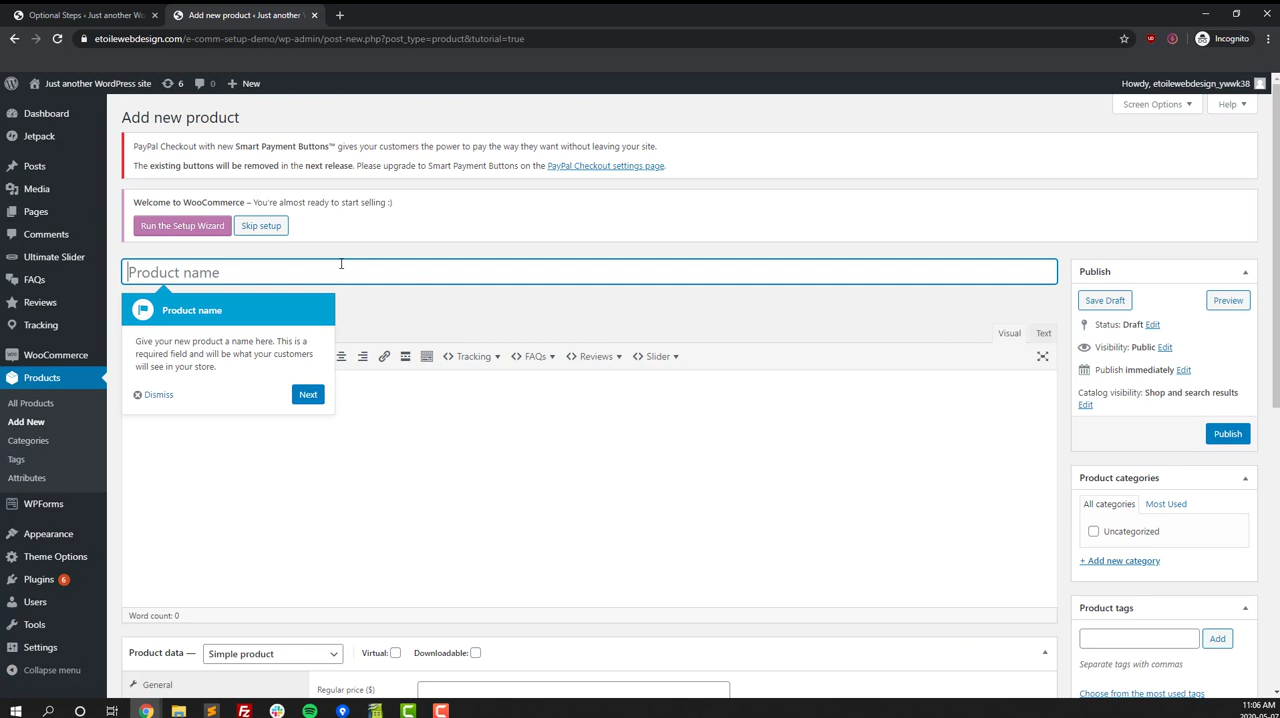 Optional Steps ‹ Just another W
Add new product ‹ Just another
etoilewebdesign.com/e-comm-setup-demo/wp-admin/post-new.php?post_type=product&tutorial=true
Incognito
Just another WordPress site
6
0
New
Howdy, etoilewebdesign_ywwk38
Dashboard
Jetpack
Posts
Media
Pages
Comments
Ultimate Slider
FAQs
Reviews
Tracking
WooCommerce
Products
All Products
Add New
Categories
Tags
Attributes
WPForms
Appearance
Theme Options
Plugins 6
Users
Tools
Settings
Collapse menu
Screen Options
Help
Add new product
PayPal Checkout with new Smart Payment Buttons™ gives your customers the power to pay the way they want without leaving your site.
The existing buttons will be removed in the next release. Please upgrade to Smart Payment Buttons on the PayPal Checkout settings page.
Welcome to WooCommerce – You're almost ready to start selling :)
Run the Setup Wizard
Skip setup
Product name
Product name
Give your new product a name here. This is a
required field and will be what your customers
will see in your store.
Dismiss
Next
Visual
Text
Tracking
FAQs
Reviews
Slider
Word count: 0
Product data —
Simple product
Virtual:
Downloadable:
General
Regular price ($)
Publish
Save Draft
Preview
Status: Draft Edit
Visibility: Public Edit
Publish immediately Edit
Catalog visibility: Shop and search results
Edit
Publish
Product categories
All categories
Most Used
Uncategorized
+ Add new category
Product tags
Add
Separate tags with commas
Choose from the most used tags
11:06 AM
2020-05-07